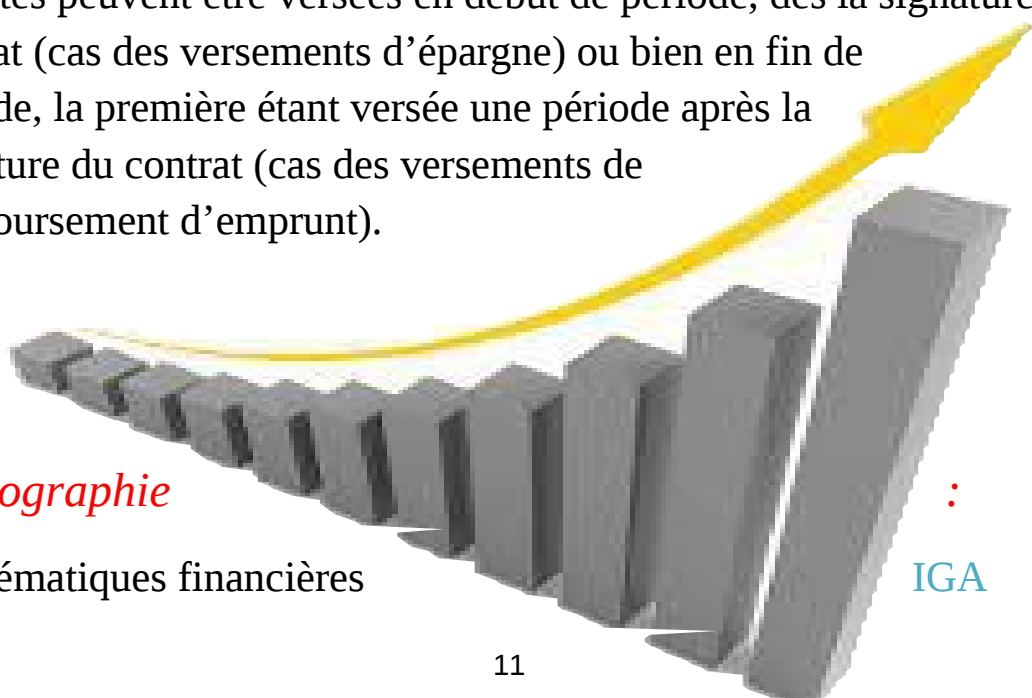 tes peuvent être versées en début de période, dès la signature
at (cas des versements d’épargne) ou bien en fin de
de, la première étant versée une période après la
ture du contrat (cas des versements de
oursement d’emprunt).
ographie :
ématiques financières IGA
11